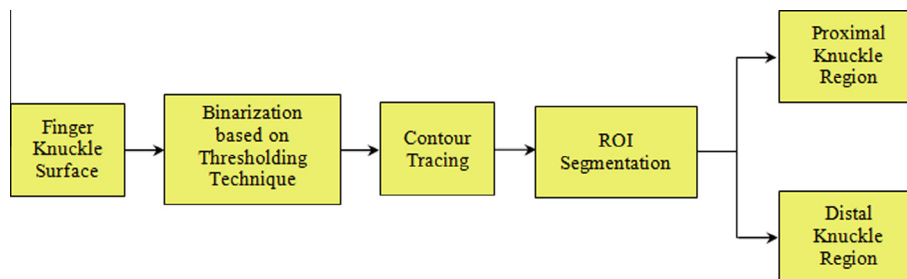 Finger
Knuckle
Surface
Binarization
based on
Thresholding
Technique
Contour
Tracing
ROI
Segmentation
Proximal
Knuckle
Region
Distal
Knuckle
Region